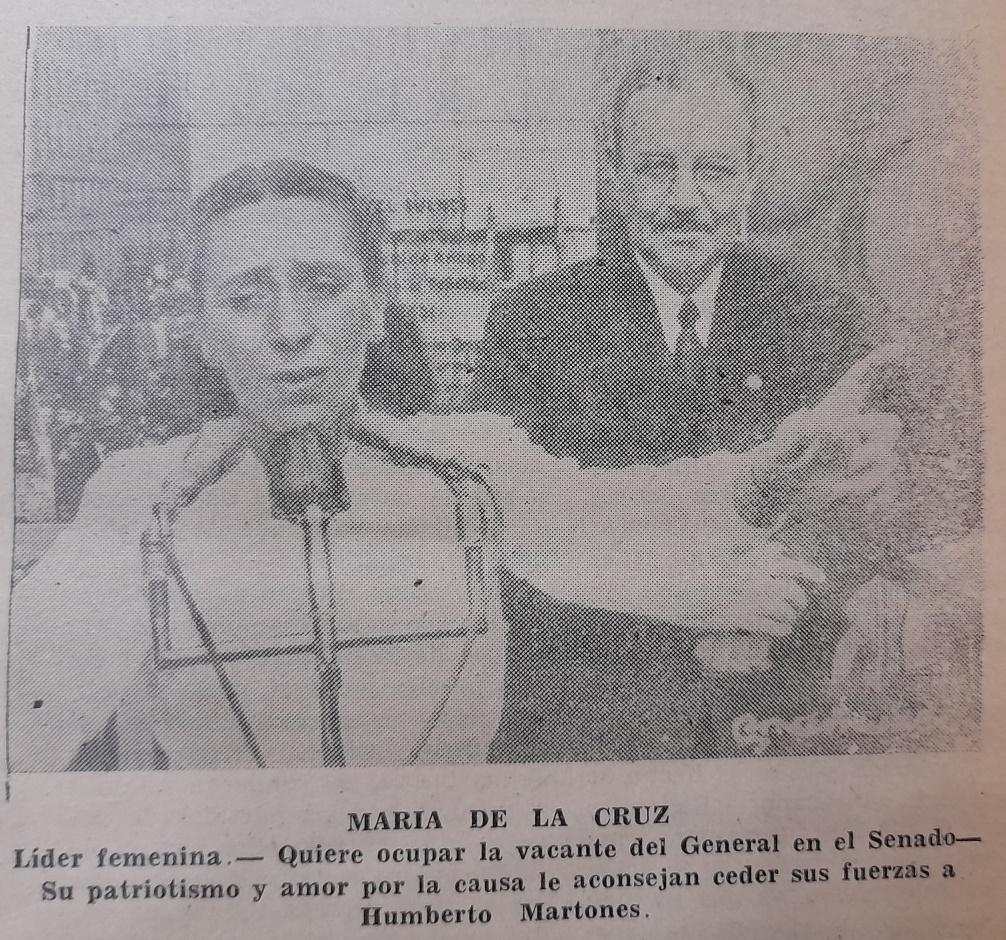 MARIA DE LA CRUZ
Líder femenina.— Quiere ocupar la vacante del General en el Senado—
Su patriotismo y amor por la causa le aconsejan ceder sus fuerzas a
Humberto Martones.